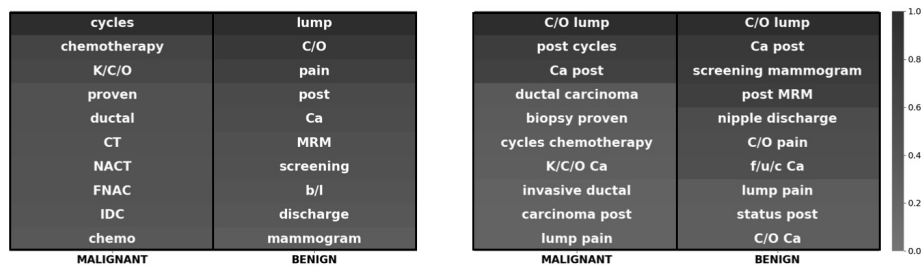 cycles lump
chemotherapy C/O
K/C/O pain
proven post
ductal Ca
CT MRM
NACT screening
FNAC b/l
IDC discharge
chemo mammogram
MALIGNANT BENIGN
C/O lump C/O lump
post cycles Ca post
Ca post screening mammogram
ductal carcinoma post MRM
biopsy proven nipple discharge
cycles chemotherapy C/O pain
K/C/O Ca f/u/c Ca
invasive ductal lump pain
carcinoma post status post
lump pain C/O Ca
MALIGNANT BENIGN
1.0
0.8
0.6
0.4
0.2
0.0